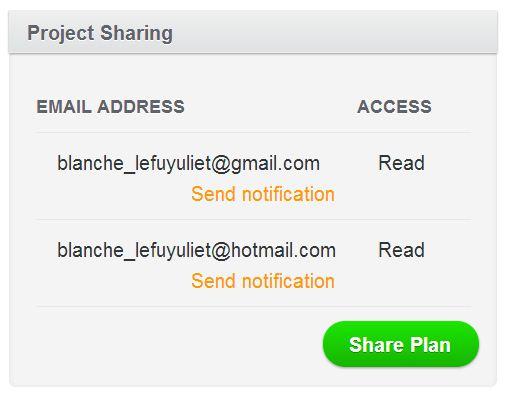 Project Sharing
EMAIL ADDRESS ACCESS
blanche_lefuyuliet@gmail.com Read
Send notification
blanche_lefuyuliet@hotmail.com Read
Send notification
Share Plan